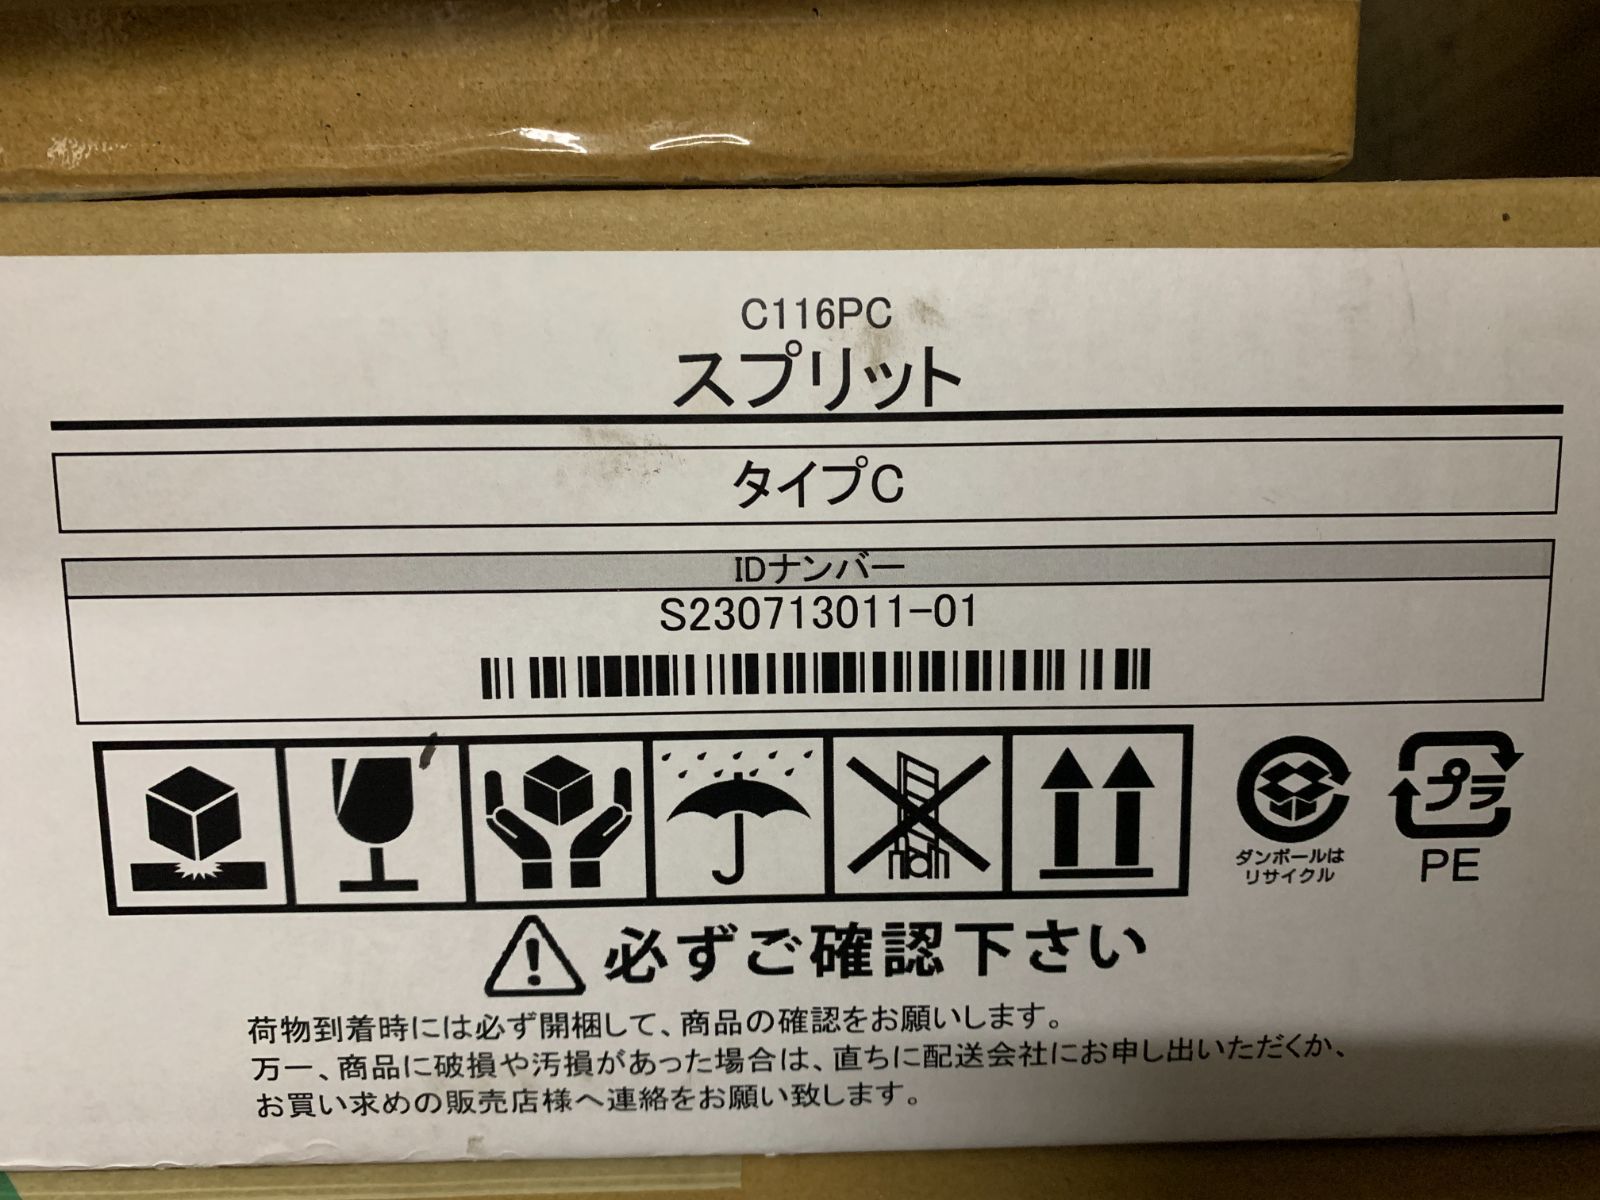 C116PC
スプリット
タイプC
IDナンバー
S230713011-01
ダンボールは
リサイクル
プラ
PE
必ずご確認下さい
荷物到着時には必ず開梱して、商品の確認をお願いします。
万一、商品に破損や汚損があった場合は、直ちに配送会社にお申し出いただくか、
お買い求めの販売店様へ連絡をお願い致します。